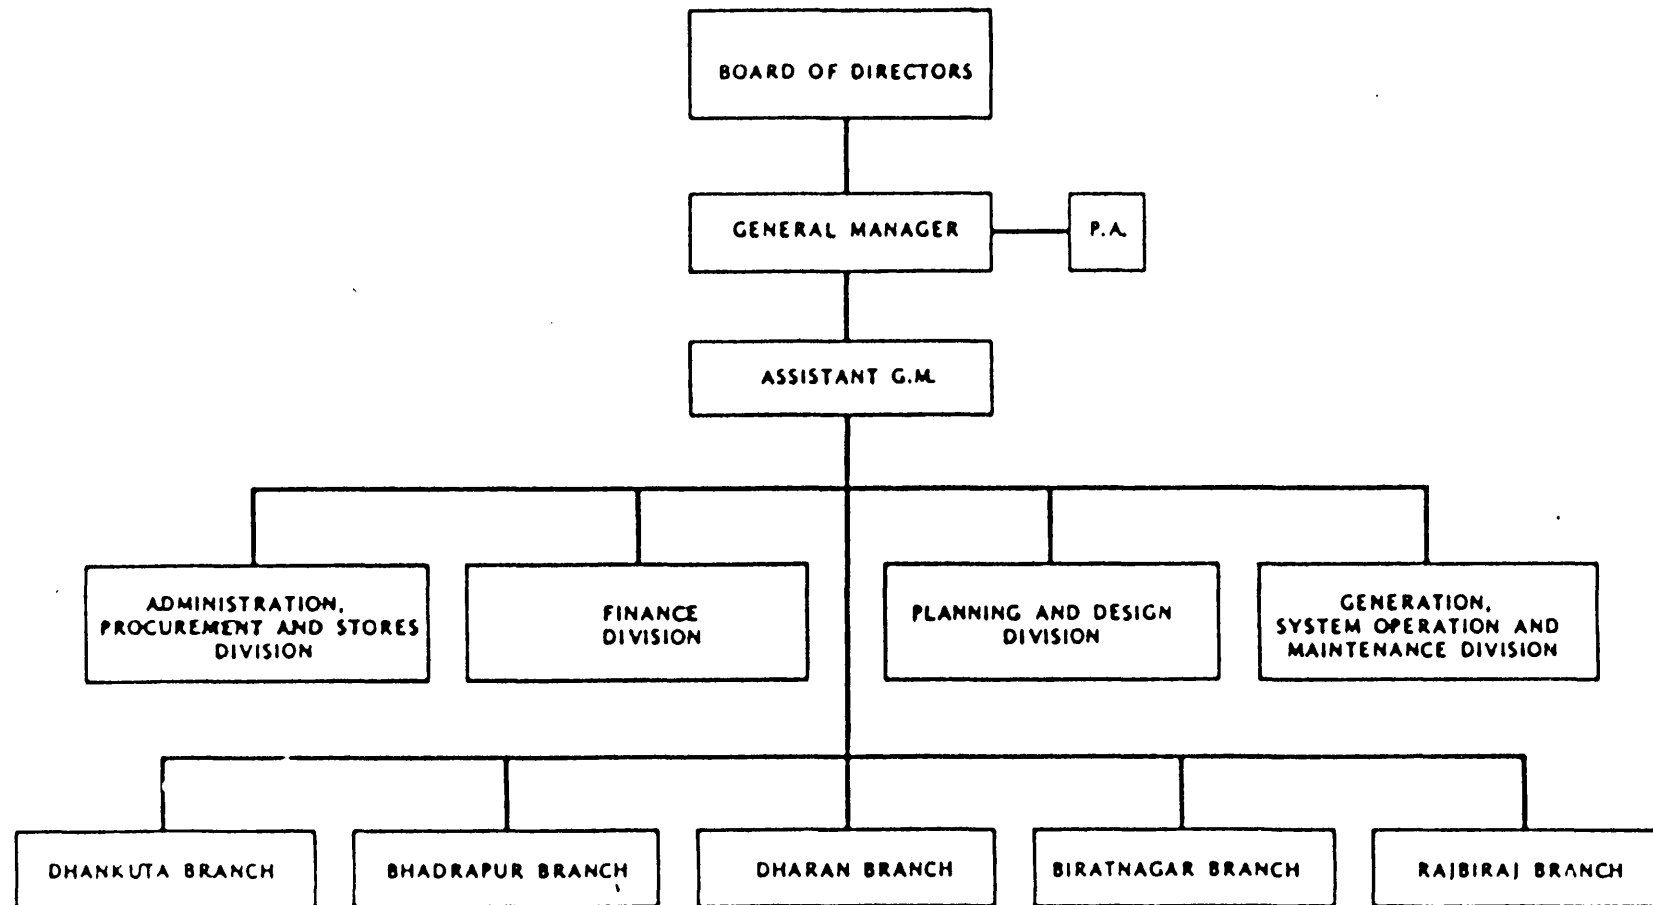 BOARD OF DIRECTORS
GENERAL MANAGER
P.A.
ASSISTANT G.M.
ADMINISTRATION,
PROCUREMENT AND STORES
DIVISION
FINANCE
DIVISION
PLANNING AND DESIGN
DIVISION
GENERATION,
SYSTEM OPERATION AND
MAINTENANCE DIVISION
DHANKUTA BRANCH
BHADRAPUR BRANCH
DHARAN BRANCH
BIRATNAGAR BRANCH
RAJBIRAJ BRANCH